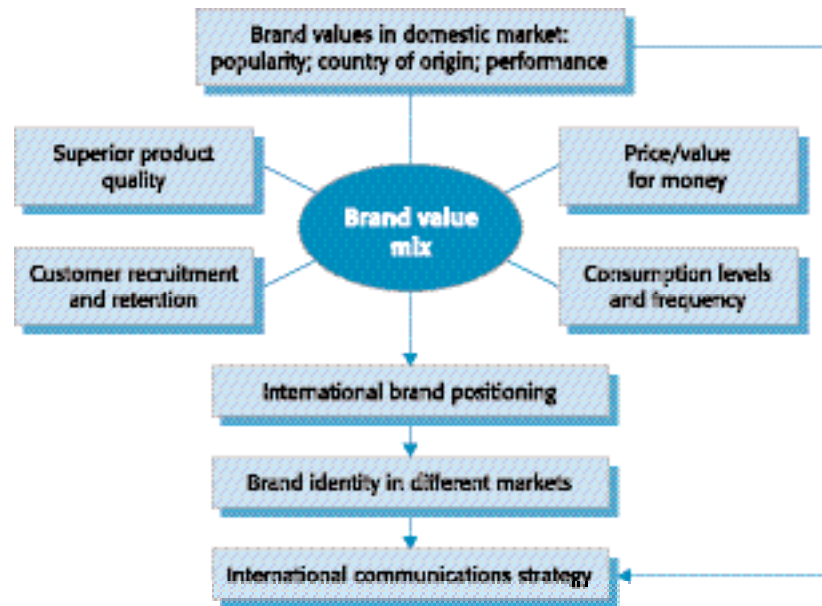 Brand values in domestic market:
popularity; country of origin; performance
Superior product
quality
Price/value
for money
Brand value
mix
Customer recruitment
and retention
Consumption levels
and frequency
International brand positioning
Brand identity in different markets
International communications strategy